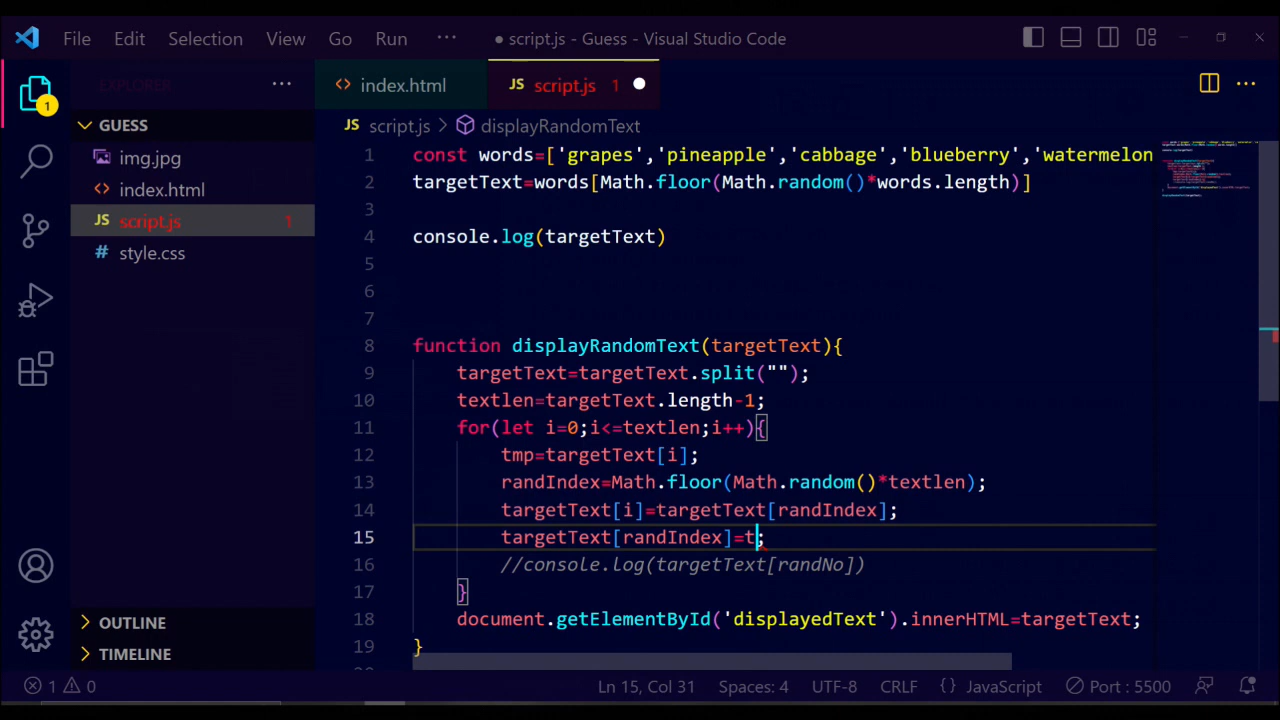 File Edit Selection View Go Run ··· ● script.js - Guess - Visual Studio Code
EXPLORER ···
index.html
JS script.js 1
1
GUESS
img.jpg
index.html
JS script.js 1
# style.css
OUTLINE
TIMELINE
JS script.js > displayRandomText
1 const words=['grapes','pineapple','cabbage','blueberry','watermelon
2 targetText=words[Math.floor(Math.random()*words.length)]
3
4 console.log(targetText)
5
6
7
8 function displayRandomText(targetText){
9 targetText=targetText.split("");
10 textlen=targetText.length-1;
11 for(let i=0;i<=textlen;i++){
12 tmp=targetText[i];
13 randIndex=Math.floor(Math.random()*textlen);
14 targetText[i]=targetText[randIndex];
15 targetText[randIndex]=t;
16 //console.log(targetText[randNo])
17 }
18 document.getElementById('displayedText').innerHTML=targetText;
19 }
1 0 Ln 15, Col 31 Spaces: 4 UTF-8 CRLF {} JavaScript Port : 5500